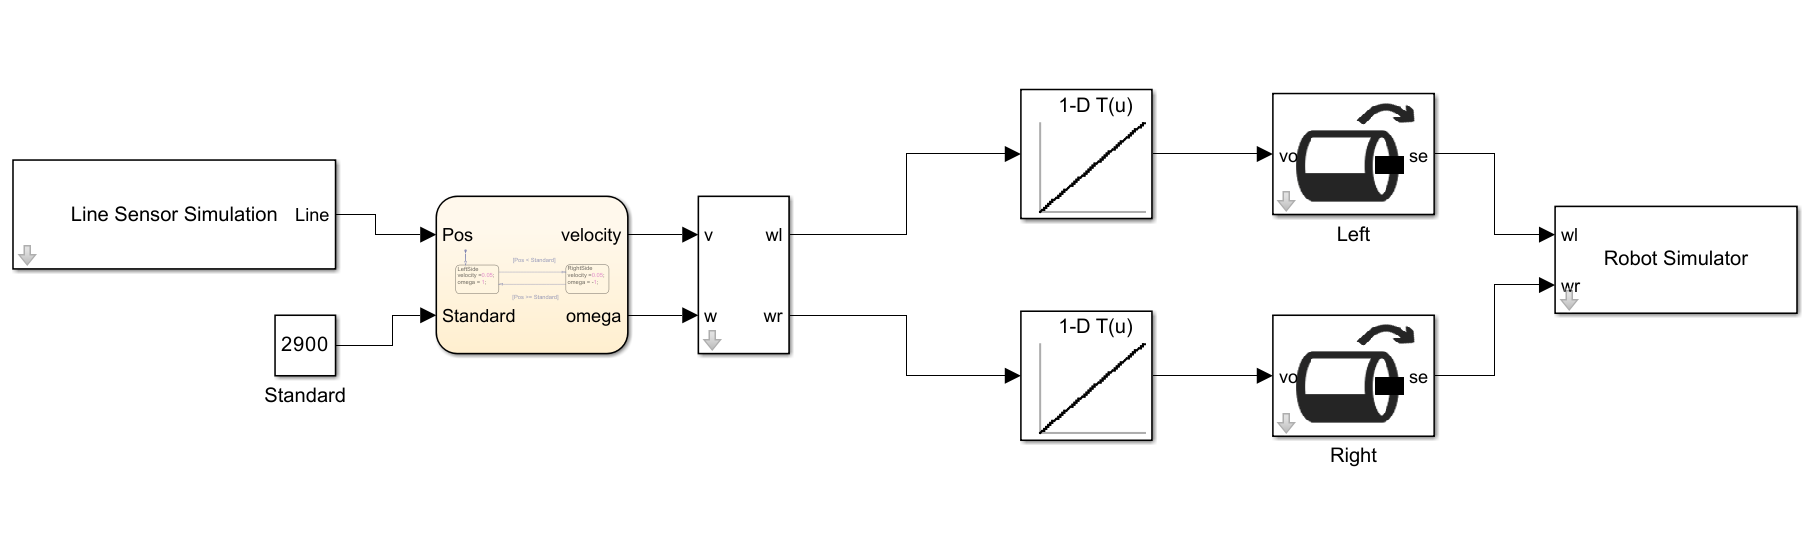 Line Sensor Simulation
Line
2900
Standard
Pos
velocity
Standard
omega
LeftSide
velocity =0.05;
omega = 1;
[Pos < Standard]
RightSide
velocity =0.05;
omega = -1;
[Pos >= Standard]
v
wl
w
wr
1-D T(u)
1-D T(u)
vo
se
Left
vo
se
Right
wl
Robot Simulator
wr